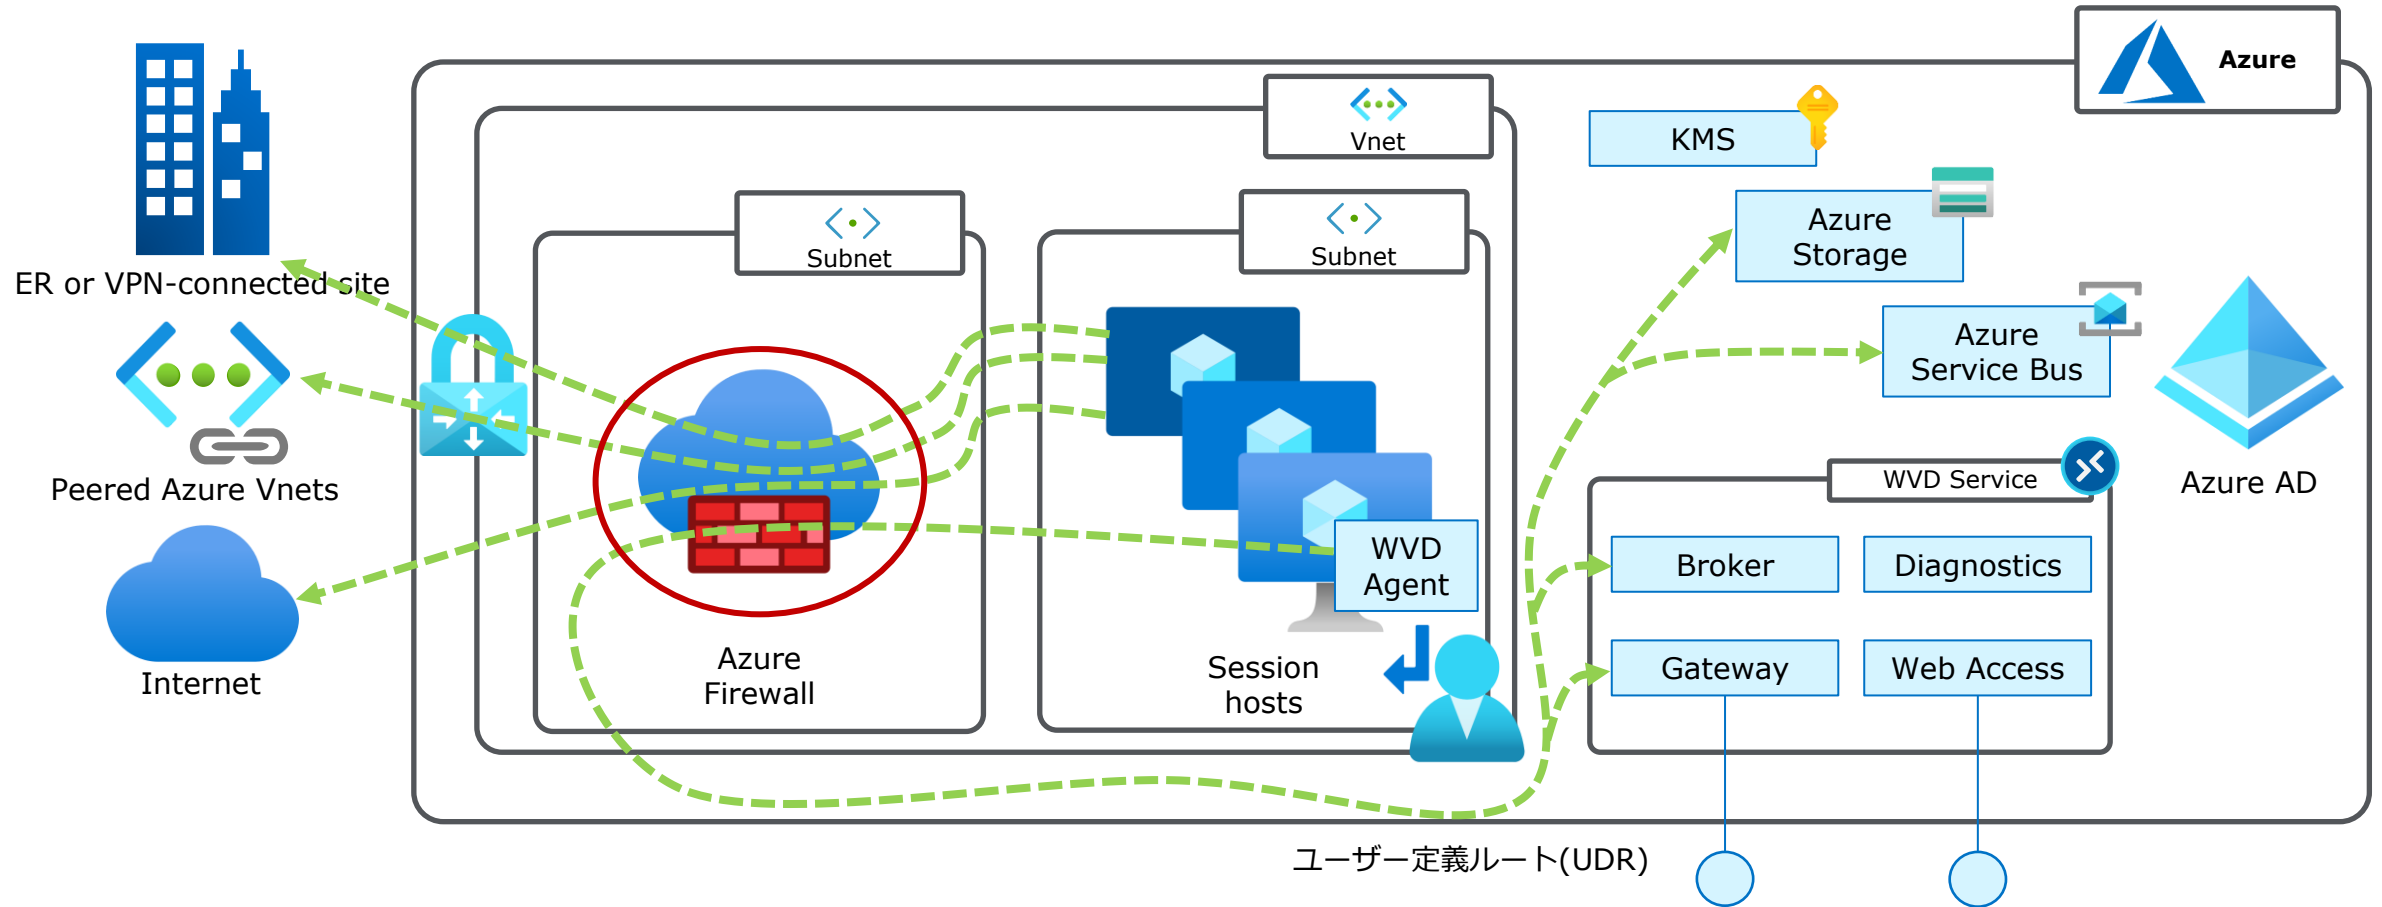 Azure
Vnet
KMS
Subnet
Subnet
Azure
Storage
ER or VPN-connected site
Azure
Service Bus
Peered Azure Vnets
WVD Service
Azure AD
WVD
Agent
Broker
Diagnostics
Internet
Azure
Firewall
Session
hosts
Gateway
Web Access
ユーザー定義ルート(UDR)